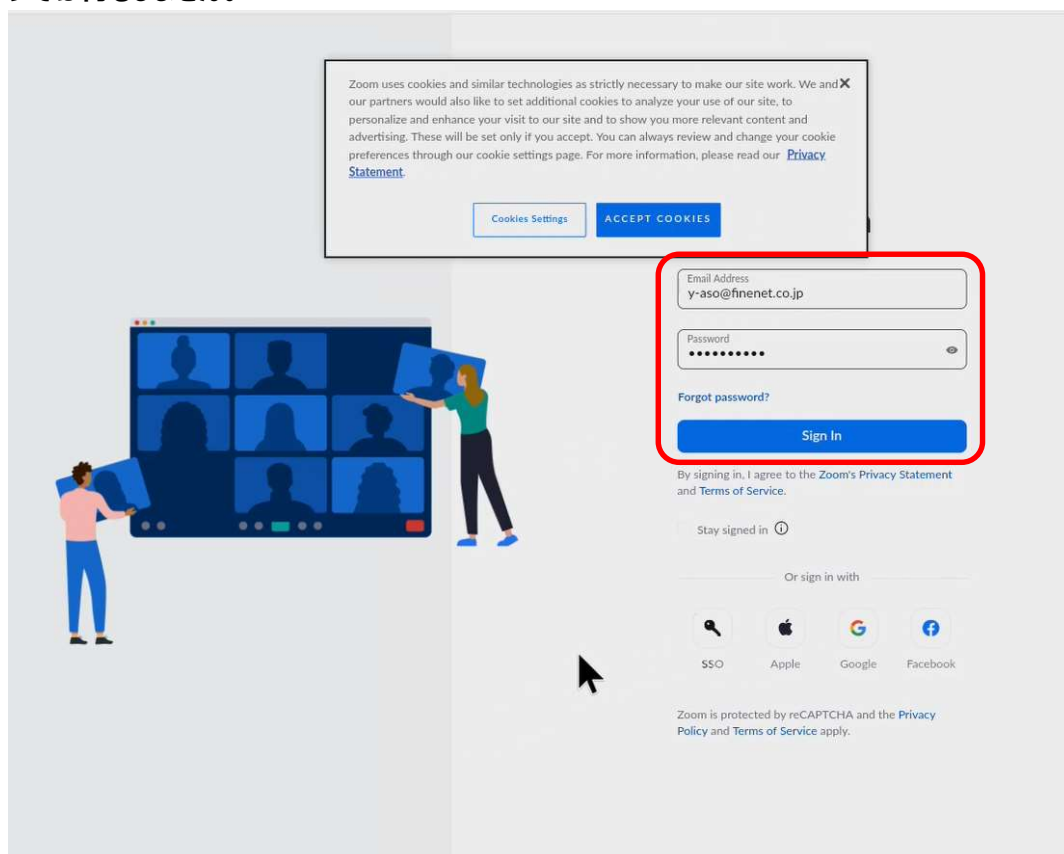 Zoom uses cookies and similar technologies as strictly necessary to make our site work. We and X
our partners would also like to set additional cookies to analyze your use of our site, to
personalize and enhance your visit to our site and to show you more relevant content and
advertising. These will be set only if you accept. You can always review and change your cookie
preferences through our cookie settings page. For more information, please read our Privacy
Statement.
Cookies Settings ACCEPT COOKIES
Email Address
y-aso@finenet.co.jp
Password
••••••••••
Forgot password?
Sign In
By signing in, I agree to the Zoom's Privacy Statement
and Terms of Service.
Stay signed in
Or sign in with
SSO Apple Google Facebook
Zoom is protected by reCAPTCHA and the Privacy
Policy and Terms of Service apply.